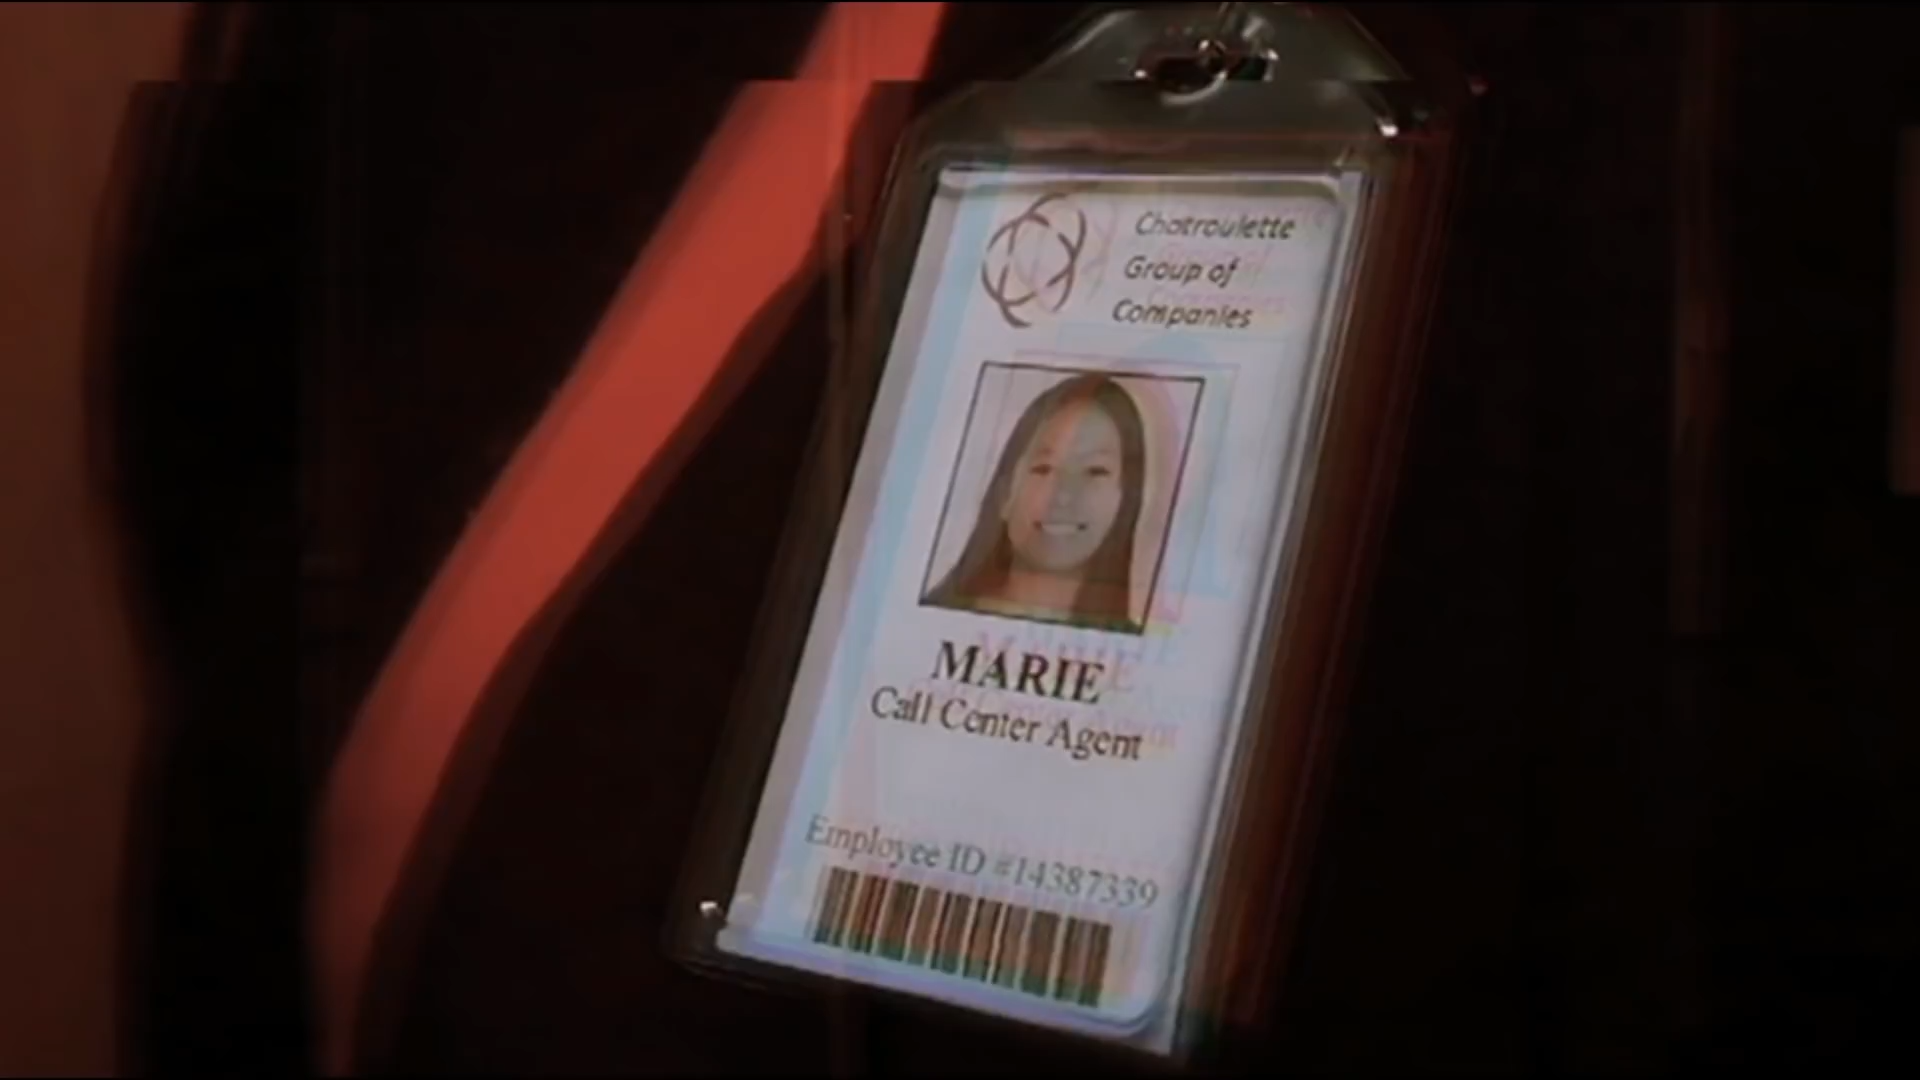 Chatroulette
Group of
Companies
MARIE
Call Center Agent
Employee ID #14387339